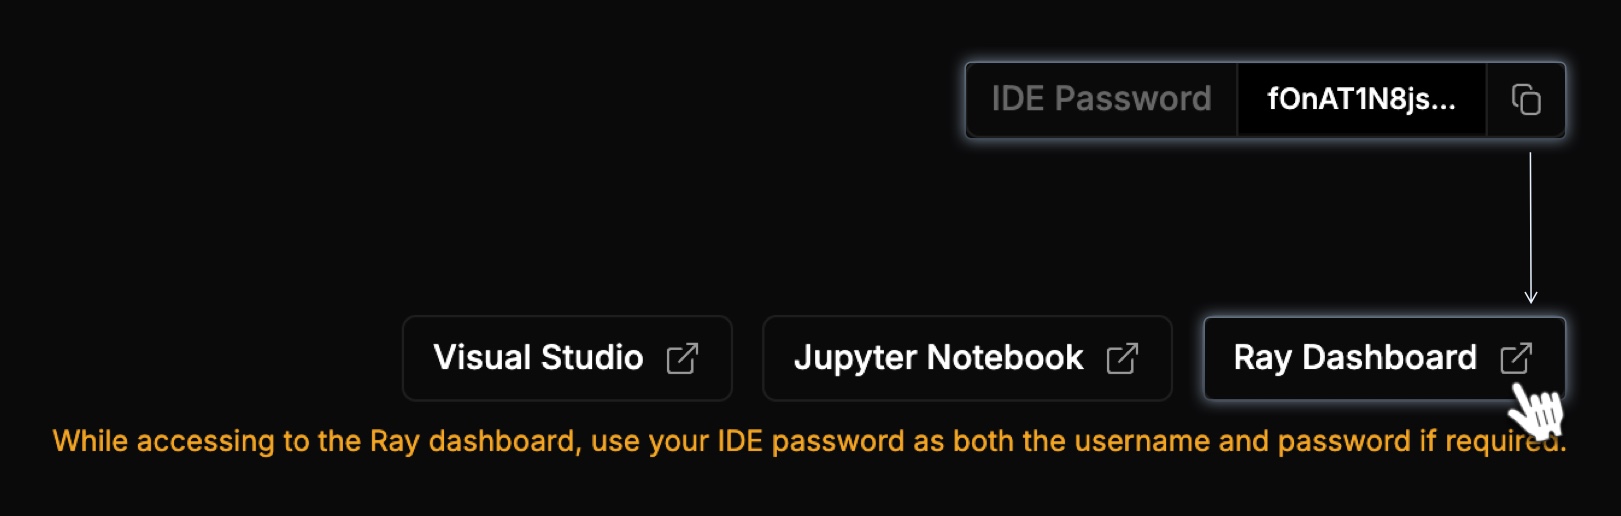 IDE Password fOnAT1N8js...
Visual Studio Jupyter Notebook Ray Dashboard
While accessing to the Ray dashboard, use your IDE password as both the username and password if required.